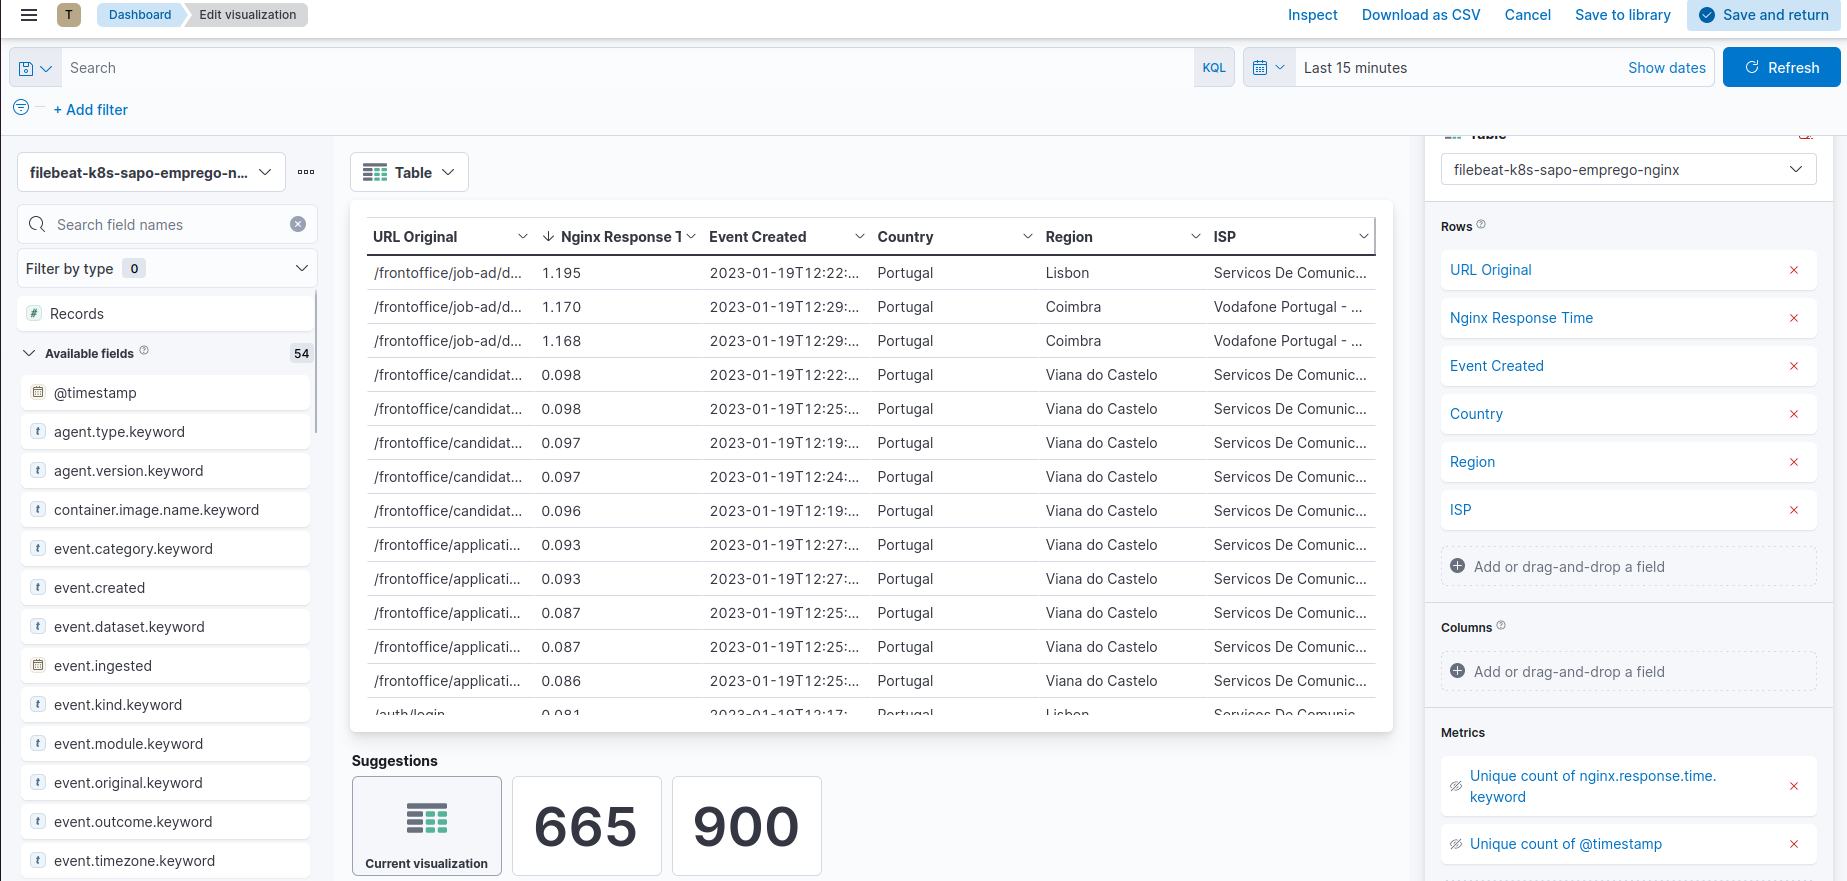 T
Dashboard
Edit visualization
Inspect
Download as CSV
Cancel
Save to library
Save and return
Search
KQL
Last 15 minutes
Show dates
Refresh
+ Add filter
filebeat-k8s-sapo-emprego-n...
Search field names
Filter by type 0
# Records
Available fields 54
@timestamp
t agent.type.keyword
t agent.version.keyword
t container.image.name.keyword
t event.category.keyword
t event.created
t event.dataset.keyword
event.ingested
t event.kind.keyword
t event.module.keyword
t event.original.keyword
t event.outcome.keyword
t event.timezone.keyword
Table
URL Original Nginx Response T Event Created Country Region ISP
/frontoffice/job-ad/d... 1.195 2023-01-19T12:22:... Portugal Lisbon Servicos De Comunic...
/frontoffice/job-ad/d... 1.170 2023-01-19T12:29:... Portugal Coimbra Vodafone Portugal - ...
/frontoffice/job-ad/d... 1.168 2023-01-19T12:29:... Portugal Coimbra Vodafone Portugal - ...
/frontoffice/candidat... 0.098 2023-01-19T12:22:... Portugal Viana do Castelo Servicos De Comunic...
/frontoffice/candidat... 0.098 2023-01-19T12:25:... Portugal Viana do Castelo Servicos De Comunic...
/frontoffice/candidat... 0.097 2023-01-19T12:19:... Portugal Viana do Castelo Servicos De Comunic...
/frontoffice/candidat... 0.097 2023-01-19T12:24:... Portugal Viana do Castelo Servicos De Comunic...
/frontoffice/candidat... 0.096 2023-01-19T12:19:... Portugal Viana do Castelo Servicos De Comunic...
/frontoffice/applicati... 0.093 2023-01-19T12:27:... Portugal Viana do Castelo Servicos De Comunic...
/frontoffice/applicati... 0.093 2023-01-19T12:27:... Portugal Viana do Castelo Servicos De Comunic...
/frontoffice/applicati... 0.087 2023-01-19T12:25:... Portugal Viana do Castelo Servicos De Comunic...
/frontoffice/applicati... 0.087 2023-01-19T12:25:... Portugal Viana do Castelo Servicos De Comunic...
/frontoffice/applicati... 0.086 2023-01-19T12:25:... Portugal Viana do Castelo Servicos De Comunic...
/auth/login 0.081 2023-01-19T12:17:... Portugal Lisbon Servicos De Comunic...
Suggestions
Current visualization
665
900
Table
filebeat-k8s-sapo-emprego-nginx
Rows
URL Original
Nginx Response Time
Event Created
Country
Region
ISP
Add or drag-and-drop a field
Columns
Add or drag-and-drop a field
Metrics
Unique count of nginx.response.time.
keyword
Unique count of @timestamp